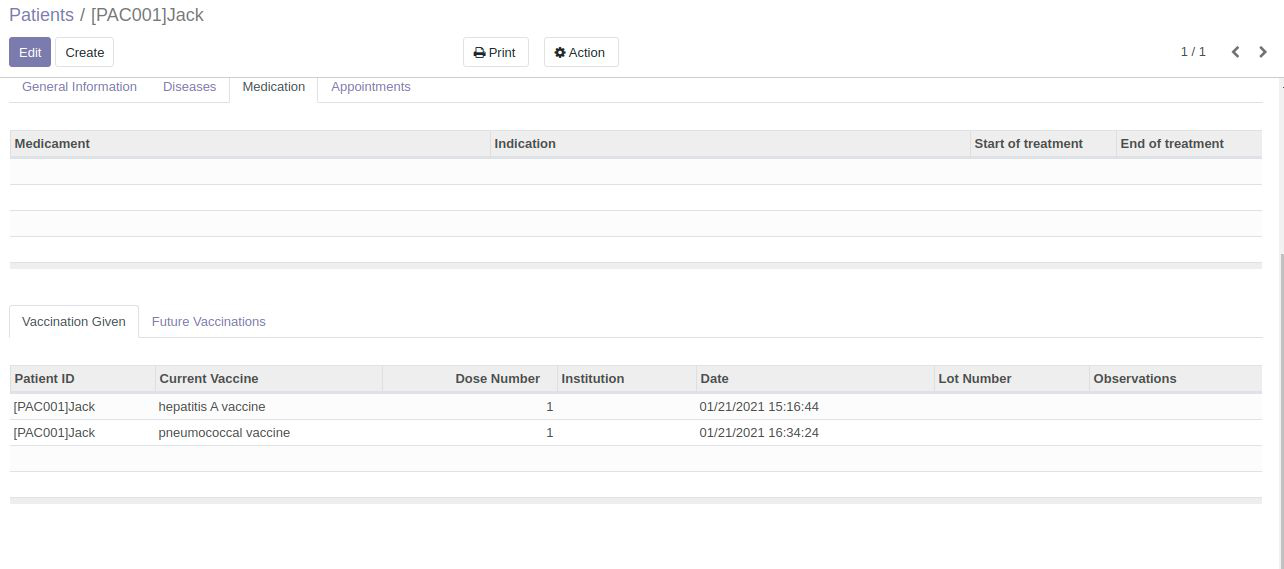 Patients / [PAC001]Jack
Edit Create Print Action 1 / 1
General Information Diseases Medication Appointments
Medicament Indication Start of treatment End of treatment
Vaccination Given Future Vaccinations
Patient ID Current Vaccine Dose Number Institution Date Lot Number Observations
[PAC001]Jack hepatitis A vaccine 1 01/21/2021 15:16:44
[PAC001]Jack pneumococcal vaccine 1 01/21/2021 16:34:24